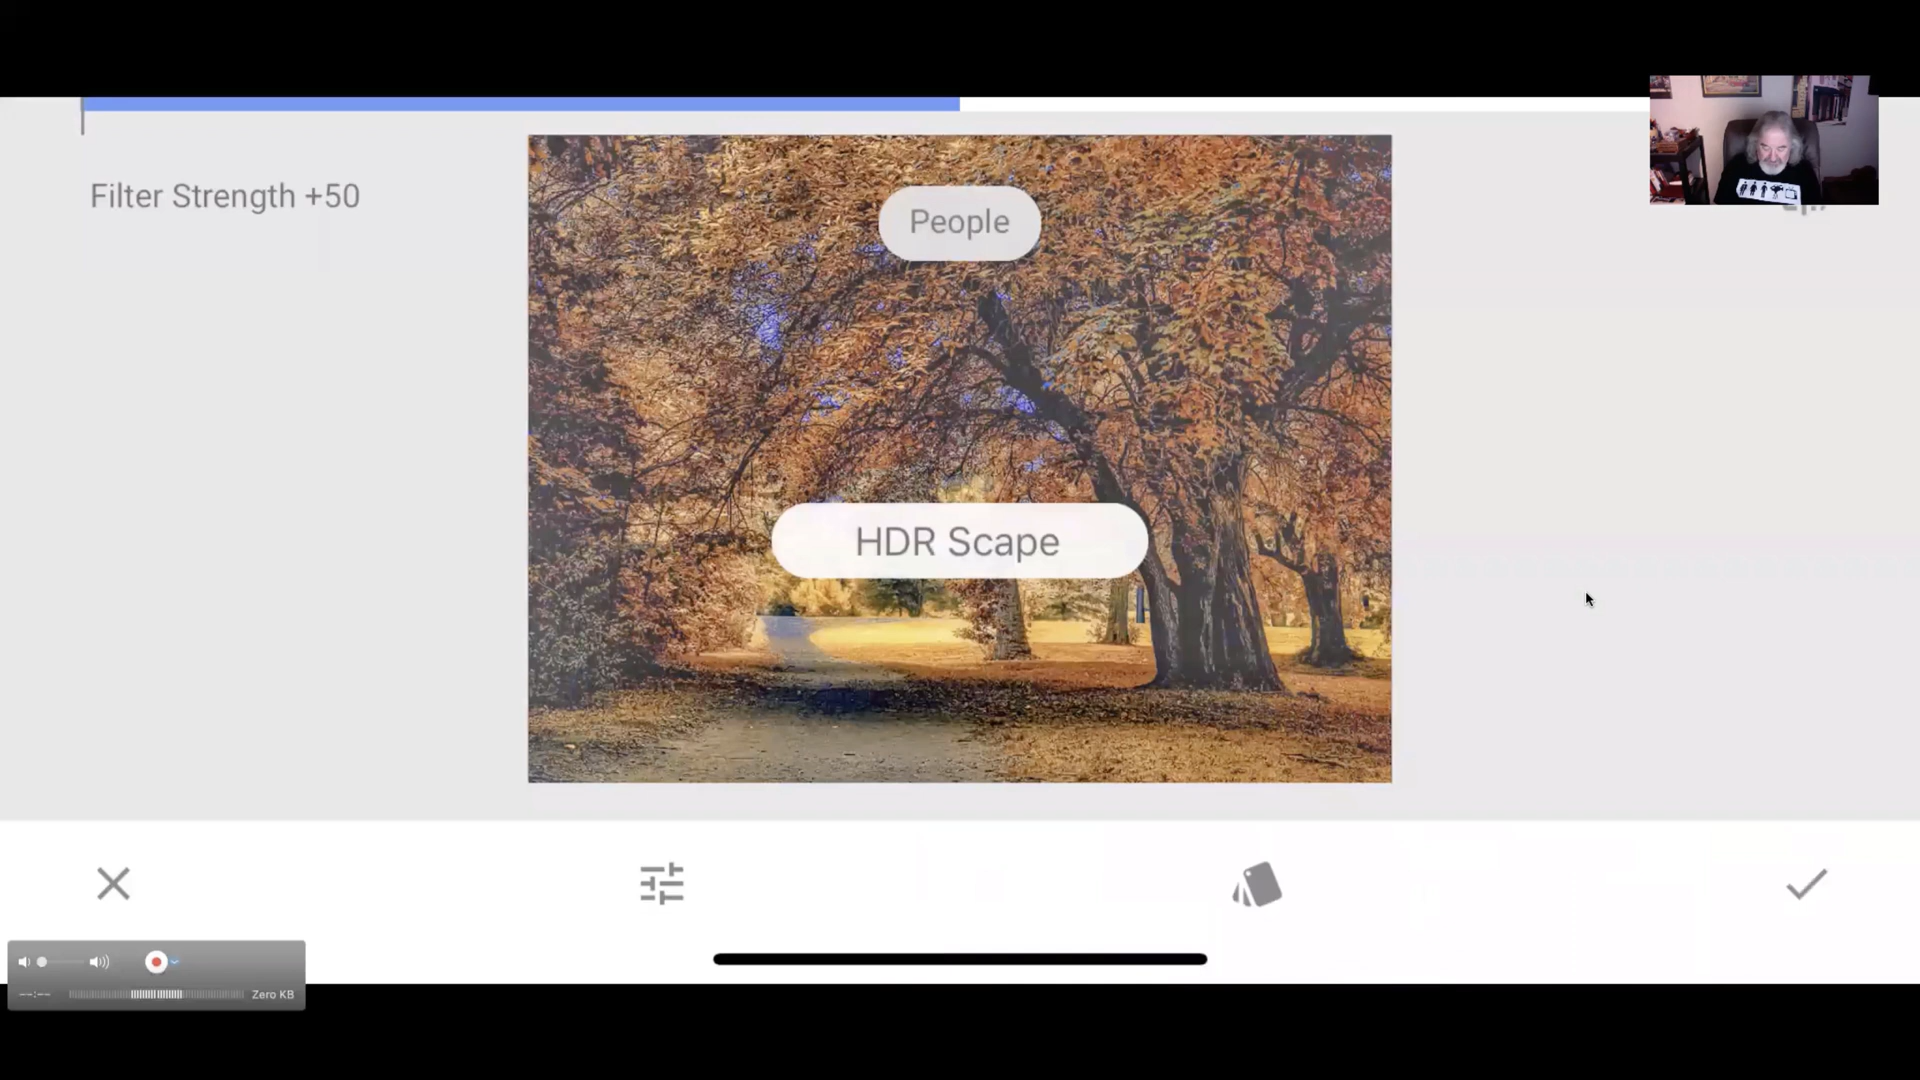 Filter Strength +50
People
HDR Scape
--:--
Zero KB